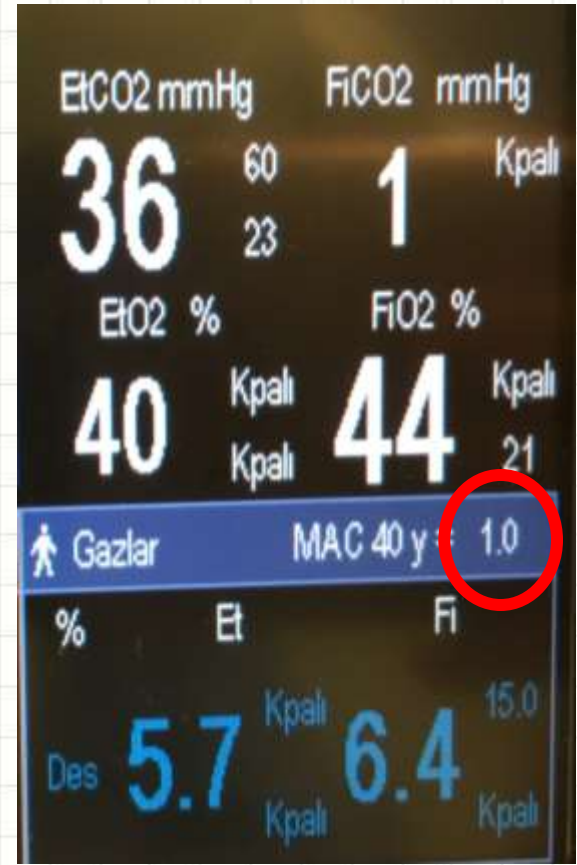 EtCO2 mmHg FiCO2 mmHg
36 60 23 1 Kpalı
EtO2 % FiO2 %
40 Kpalı Kpalı 44 Kpalı 21
Gazlar MAC 40 y = 1.0
% Et Fi
Des 5.7 Kpalı Kpalı 6.4 15.0 Kpalı